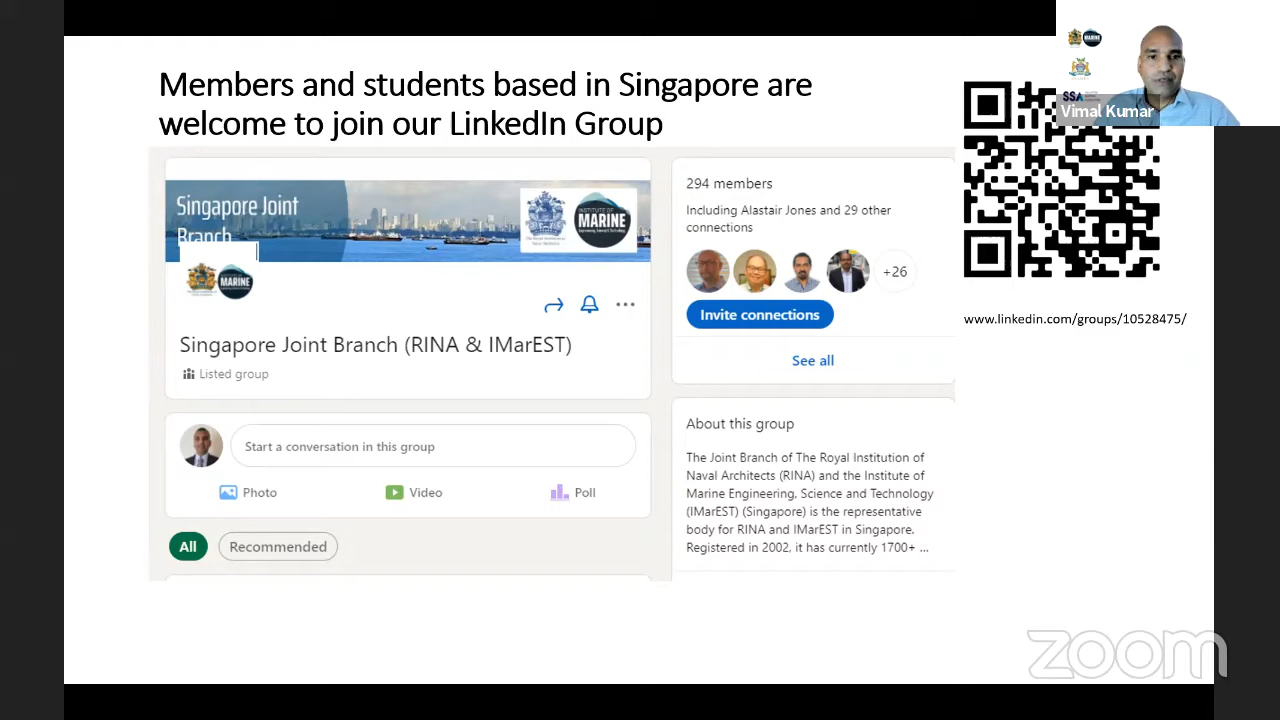 Members and students based in Singapore are
welcome to join our LinkedIn Group
MARINE
SSA
Vimal Kumar
Singapore Joint
Branch
INSTITUTE OF
MARINE
MARINE
Singapore Joint Branch (RINA & IMarEST)
Listed group
Start a conversation in this group
Photo
Video
Poll
All
Recommended
294 members
Including Alastair Jones and 29 other
connections
+26
Invite connections
See all
About this group
The Joint Branch of The Royal Institution of
Naval Architects (RINA) and the Institute of
Marine Engineering, Science and Technology
(IMarEST) (Singapore) is the representative
body for RINA and IMarEST in Singapore.
Registered in 2002, it has currently 1700+ ...
www.linkedin.com/groups/10528475/
zoom